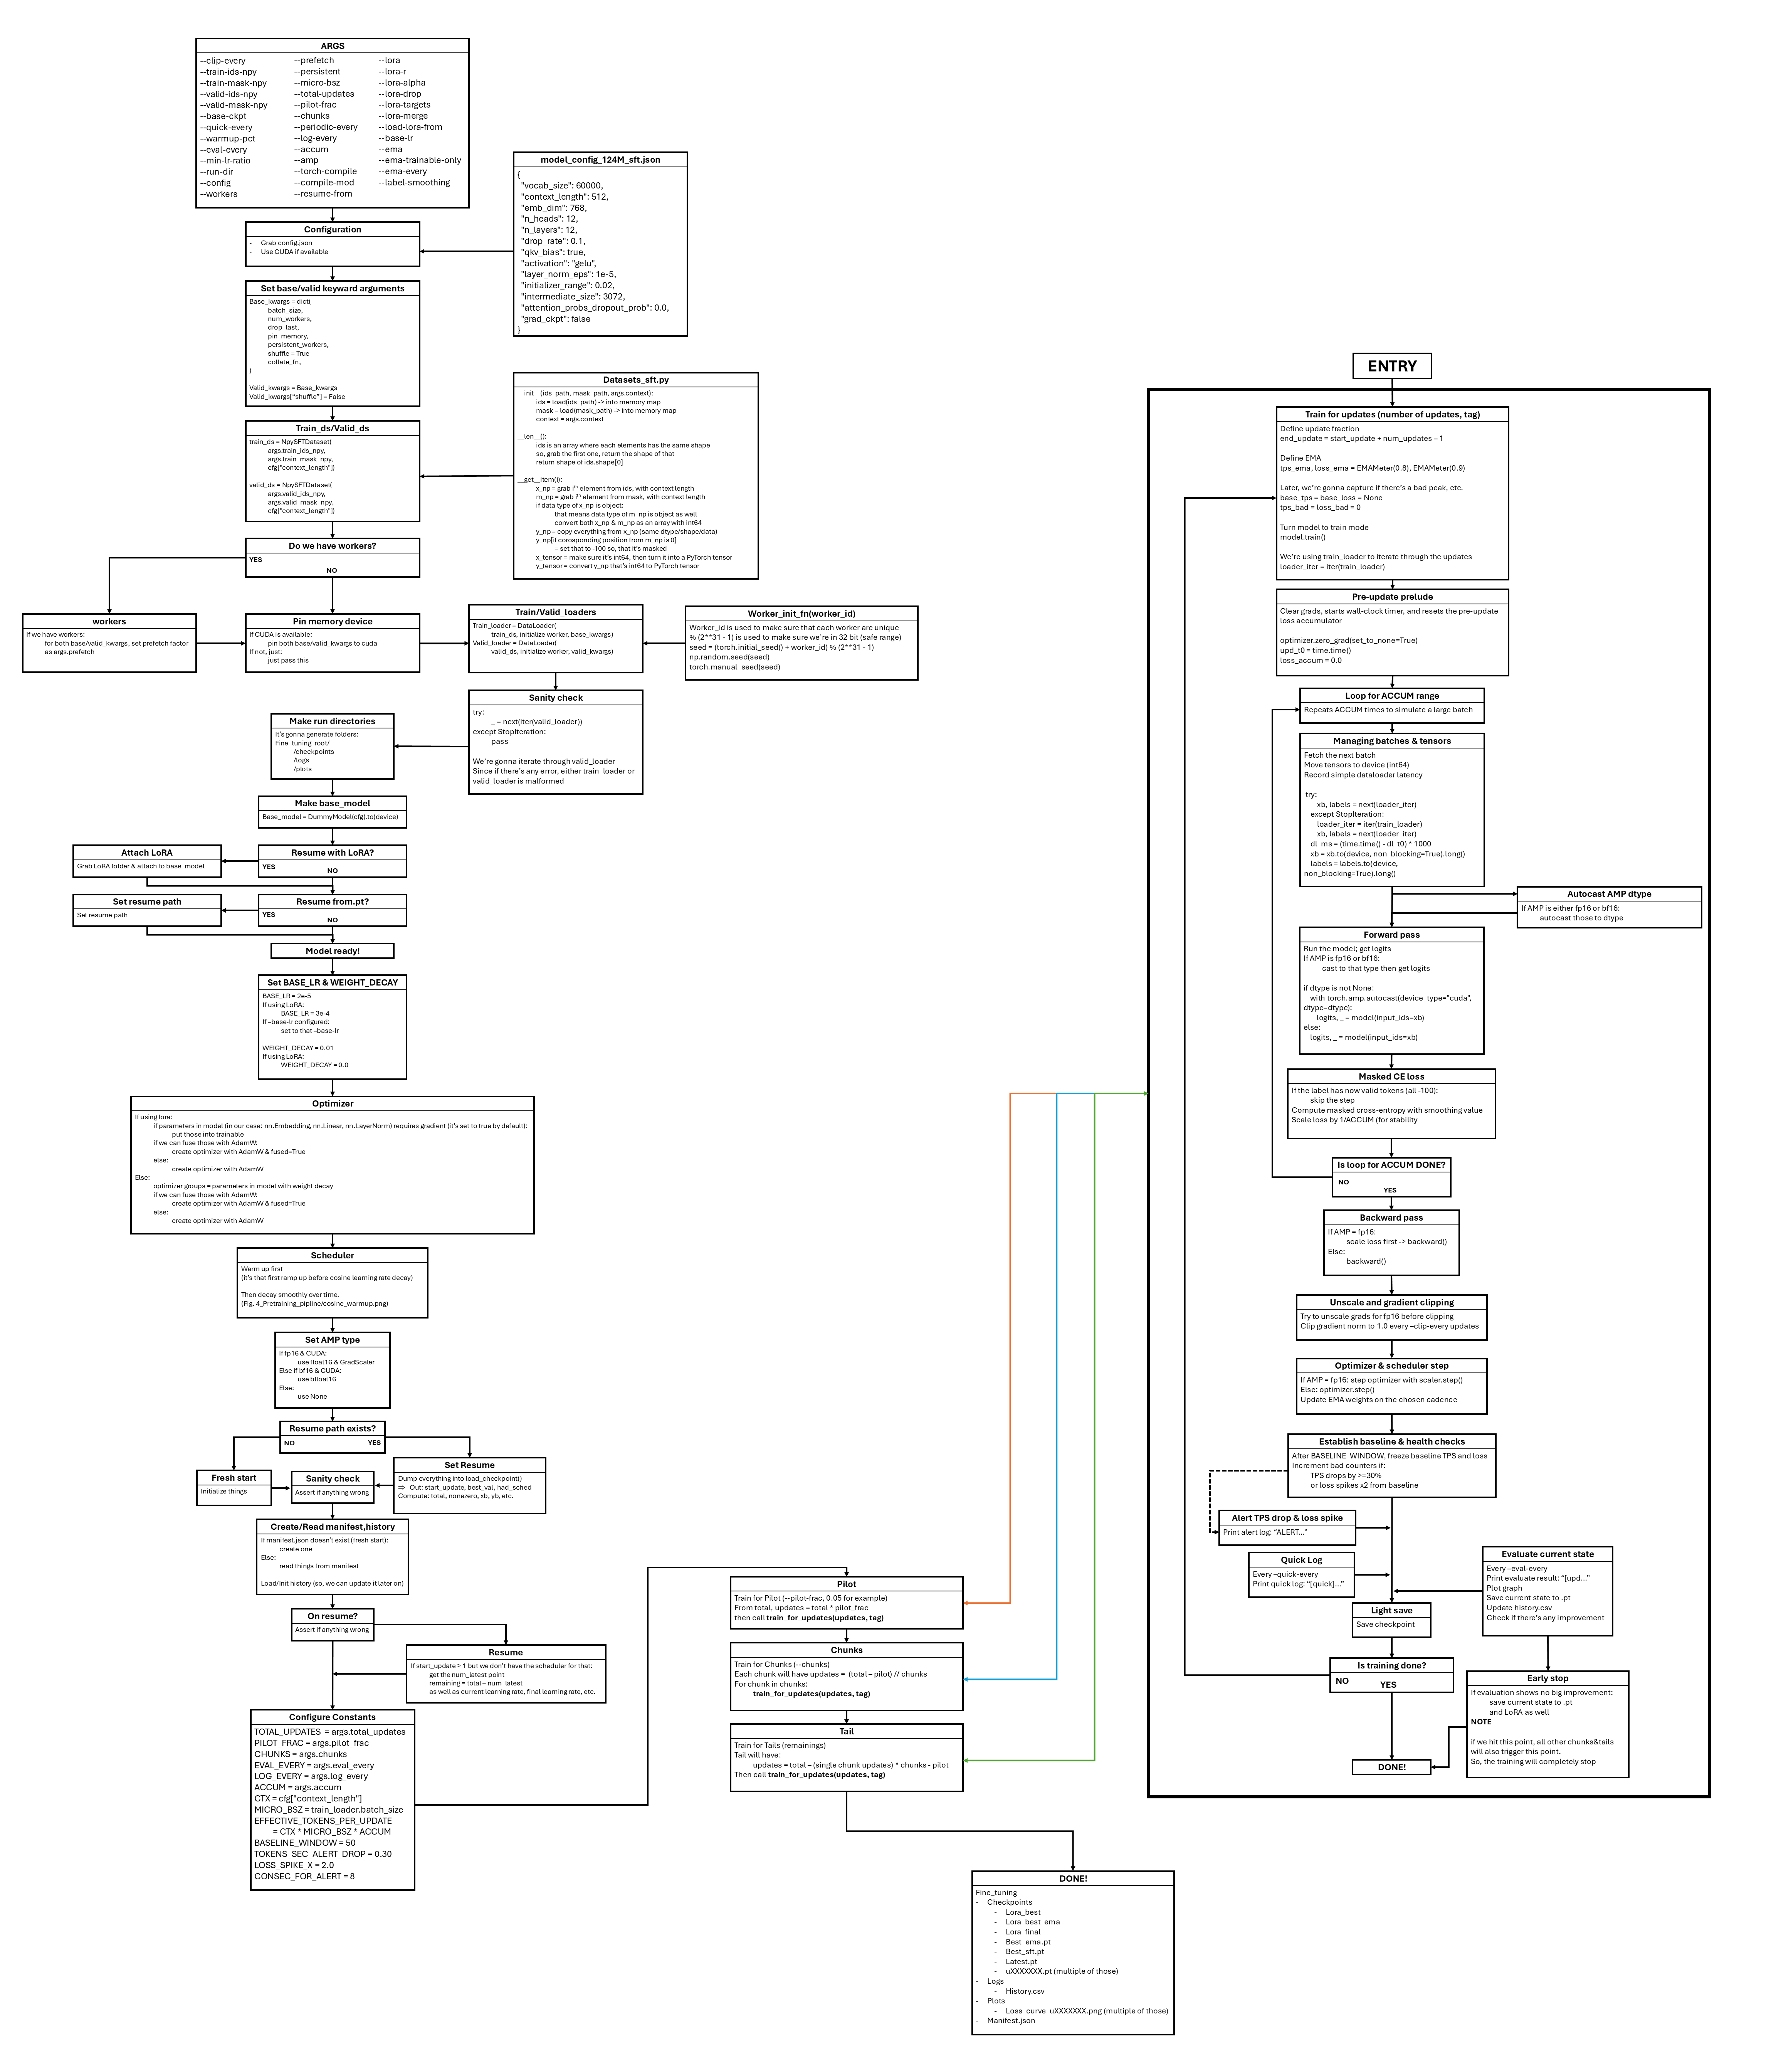 ARGS
--clip-every
--train-ids-npy
--train-mask-npy
--valid-ids-npy
--valid-mask-npy
--base-ckpt
--quick-every
--warmup-pct
--eval-every
--min-lr-ratio
--run-dir
--config
--workers
--prefetch
--persistent
--micro-bsz
--total-updates
--pilot-frac
--chunks
--periodic-every
--log-every
--accum
--amp
--torch-compile
--compile-mod
--resume-from
--lora
--lora-r
--lora-alpha
--lora-drop
--lora-targets
--lora-merge
--load-lora-from
--base-lr
--ema
--ema-trainable-only
--ema-every
--label-smoothing
Configuration
- Grab config.json
- Use CUDA if available
model_config_124M_sft.json
{
"vocab_size": 60000,
"context_length": 512,
"emb_dim": 768,
"n_heads": 12,
"n_layers": 12,
"drop_rate": 0.1,
"qkv_bias": true,
"activation": "gelu",
"layer_norm_eps": 1e-5,
"initializer_range": 0.02,
"intermediate_size": 3072,
"attention_probs_dropout_prob": 0.0,
"grad_ckpt": false
}
Set base/valid keyward arguments
Base_kwargs = dict(
batch_size,
num_workers,
drop_last,
pin_memory,
persistent_workers,
shuffle = True
collate_fn,
)
Valid_kwargs = Base_kwargs
Valid_kwargs["shuffle"] = False
Train_ds/Valid_ds
train_ds = NpySFTDataset(
args.train_ids_npy,
args.train_mask_npy,
cfg["context_length"])
valid_ds = NpySFTDataset(
args.valid_ids_npy,
args.valid_mask_npy,
cfg["context_length"])
Datasets_sft.py
__init__(ids_path, mask_path, args.context):
ids = load(ids_path) -> into memory map
mask = load(mask_path) -> into memory map
context = args.context
__len__():
ids is an array where each elements has the same shape
so, grab the first one, return the shape of that
return shape of ids.shape[0]
__get__item(i):
x_np = grab iᵗʰ element from ids, with context length
m_np = grab iᵗʰ element from mask, with context length
if data type of x_np is object:
that means data type of m_np is object as well
convert both x_np & m_np as an array with int64
y_np = copy everything from x_np (same dtype/shape/data)
y_np[if corosponding position from m_np is 0]
= set that to -100 so, that it's masked
x_tensor = make sure it's int64, then turn it into a PyTorch tensor
y_tensor = convert y_np that's int64 to PyTorch tensor
Do we have workers?
YES
NO
workers
If we have workers:
for both base/valid_kwargs, set prefetch factor
as args.prefetch
Pin memory device
If CUDA is available:
pin both base/valid_kwargs to cuda
If not, just:
just pass this
Train/Valid_loaders
Train_loader = DataLoader(
train_ds, initialize worker, base_kwargs)
Valid_loader = DataLoader(
valid_ds, initialize worker, valid_kwargs)
Worker_init_fn(worker_id)
Worker_id is used to make sure that each worker are unique
% (2**31 - 1) is used to make sure we're in 32 bit (safe range)
seed = (torch.initial_seed() + worker_id) % (2**31 - 1)
np.random.seed(seed)
torch.manual_seed(seed)
Sanity check
try:
_ = next(iter(valid_loader))
except StopIteration:
pass
We're gonna iterate through valid_loader
Since if there's any error, either train_loader or
valid_loader is malformed
Make run directories
It's gonna generate folders:
Fine_tuning_root/
/checkpoints
/logs
/plots
Make base_model
Base_model = DummyModel(cfg).to(device)
Attach LoRA
Grab LoRA folder & attach to base_model
Resume with LoRA?
YES
NO
Set resume path
Set resume path
Resume from.pt?
YES
NO
Model ready!
Set BASE_LR & WEIGHT_DECAY
BASE_LR = 2e-5
If using LoRA:
BASE_LR = 3e-4
If –base-lr configured:
set to that –base-lr
WEIGHT_DECAY = 0.01
If using LoRA:
WEIGHT_DECAY = 0.0
Optimizer
If using lora:
if parameters in model (in our case: nn.Embedding, nn.Linear, nn.LayerNorm) requires gradient (it's set to true by default):
put those into trainable
if we can fuse those with AdamW:
create optimizer with AdamW & fused=True
else:
create optimizer with AdamW
Else:
optimizer groups = parameters in model with weight decay
if we can fuse those with AdamW:
create optimizer with AdamW & fused=True
else:
create optimizer with AdamW
Scheduler
Warm up first
(it's that first ramp up before cosine learning rate decay)
Then decay smoothly over time.
(Fig. 4_Pretraining_pipline/cosine_warmup.png)
Set AMP type
If fp16 & CUDA:
use float16 & GradScaler
Else if bf16 & CUDA:
use bfloat16
Else:
use None
Resume path exists?
NO
YES
Fresh start
Initialize things
Sanity check
Assert if anything wrong
Set Resume
Dump everything into load_checkpoint()
⇒ Out: start_update, best_val, had_sched
Compute: total, nonezero, xb, yb, etc.
Create/Read manifest,history
If manifest.json doesn't exist (fresh start):
create one
Else:
read things from manifest
Load/Init history (so, we can update it later on)
On resume?
Assert if anything wrong
Resume
If start_update > 1 but we don't have the scheduler for that:
get the num_latest point
remaining = total – num_latest
as well as current learning rate, final learning rate, etc.
Configure Constants
TOTAL_UPDATES = args.total_updates
PILOT_FRAC = args.pilot_frac
CHUNKS = args.chunks
EVAL_EVERY = args.eval_every
LOG_EVERY = args.log_every
ACCUM = args.accum
CTX = cfg["context_length"]
MICRO_BSZ = train_loader.batch_size
EFFECTIVE_TOKENS_PER_UPDATE
= CTX * MICRO_BSZ * ACCUM
BASELINE_WINDOW = 50
TOKENS_SEC_ALERT_DROP = 0.30
LOSS_SPIKE_X = 2.0
CONSEC_FOR_ALERT = 8
Pilot
Train for Pilot (--pilot-frac, 0.05 for example)
From total, updates = total * pilot_frac
then call train_for_updates(updates, tag)
Chunks
Train for Chunks (--chunks)
Each chunk will have updates = (total – pilot) // chunks
For chunk in chunks:
train_for_updates(updates, tag)
Tail
Train for Tails (remainings)
Tail will have:
updates = total – (single chunk updates) * chunks - pilot
Then call train_for_updates(updates, tag)
DONE!
Fine_tuning
- Checkpoints
- Lora_best
- Lora_best_ema
- Lora_final
- Best_ema.pt
- Best_sft.pt
- Latest.pt
- uXXXXXXX.pt (multiple of those)
- Logs
- History.csv
- Plots
- Loss_curve_uXXXXXXX.png (multiple of those)
- Manifest.json
ENTRY
Train for updates (number of updates, tag)
Define update fraction
end_update = start_update + num_updates – 1
Define EMA
tps_ema, loss_ema = EMAMeter(0.8), EMAMeter(0.9)
Later, we're gonna capture if there's a bad peak, etc.
base_tps = base_loss = None
tps_bad = loss_bad = 0
Turn model to train mode
model.train()
We're using train_loader to iterate through the updates
loader_iter = iter(train_loader)
Pre-update prelude
Clear grads, starts wall-clock timer, and resets the pre-update
loss accumulator
optimizer.zero_grad(set_to_none=True)
upd_t0 = time.time()
loss_accum = 0.0
Loop for ACCUM range
Repeats ACCUM times to simulate a large batch
Managing batches & tensors
Fetch the next batch
Move tensors to device (int64)
Record simple dataloader latency
try:
xb, labels = next(loader_iter)
except StopIteration:
loader_iter = iter(train_loader)
xb, labels = next(loader_iter)
dl_ms = (time.time() - dl_t0) * 1000
xb = xb.to(device, non_blocking=True).long()
labels = labels.to(device,
non_blocking=True).long()
Autocast AMP dtype
If AMP is either fp16 or bf16:
autocast those to dtype
Forward pass
Run the model; get logits
If AMP is fp16 or bf16:
cast to that type then get logits
if dtype is not None:
with torch.amp.autocast(device_type="cuda",
dtype=dtype):
logits, _ = model(input_ids=xb)
else:
logits, _ = model(input_ids=xb)
Masked CE loss
If the label has now valid tokens (all -100):
skip the step
Compute masked cross-entropy with smoothing value
Scale loss by 1/ACCUM (for stability
Is loop for ACCUM DONE?
NO
YES
Backward pass
If AMP = fp16:
scale loss first -> backward()
Else:
backward()
Unscale and gradient clipping
Try to unscale grads for fp16 before clipping
Clip gradient norm to 1.0 every –clip-every updates
Optimizer & scheduler step
If AMP = fp16: step optimizer with scaler.step()
Else: optimizer.step()
Update EMA weights on the chosen cadence
Establish baseline & health checks
After BASELINE_WINDOW, freeze baseline TPS and loss
Increment bad counters if:
TPS drops by >=30%
or loss spikes x2 from baseline
Alert TPS drop & loss spike
Print alert log: "ALERT…"
Quick Log
Every –quick-every
Print quick log: "[quick]…"
Evaluate current state
Every –eval-every
Print evaluate result: "[upd…"
Plot graph
Save current state to .pt
Update history.csv
Check if there's any improvement
Light save
Save checkpoint
Is training done?
NO
YES
Early stop
If evaluation shows no big improvement:
save current state to .pt
and LoRA as well
NOTE
if we hit this point, all other chunks&tails
will also trigger this point.
So, the training will completely stop
DONE!